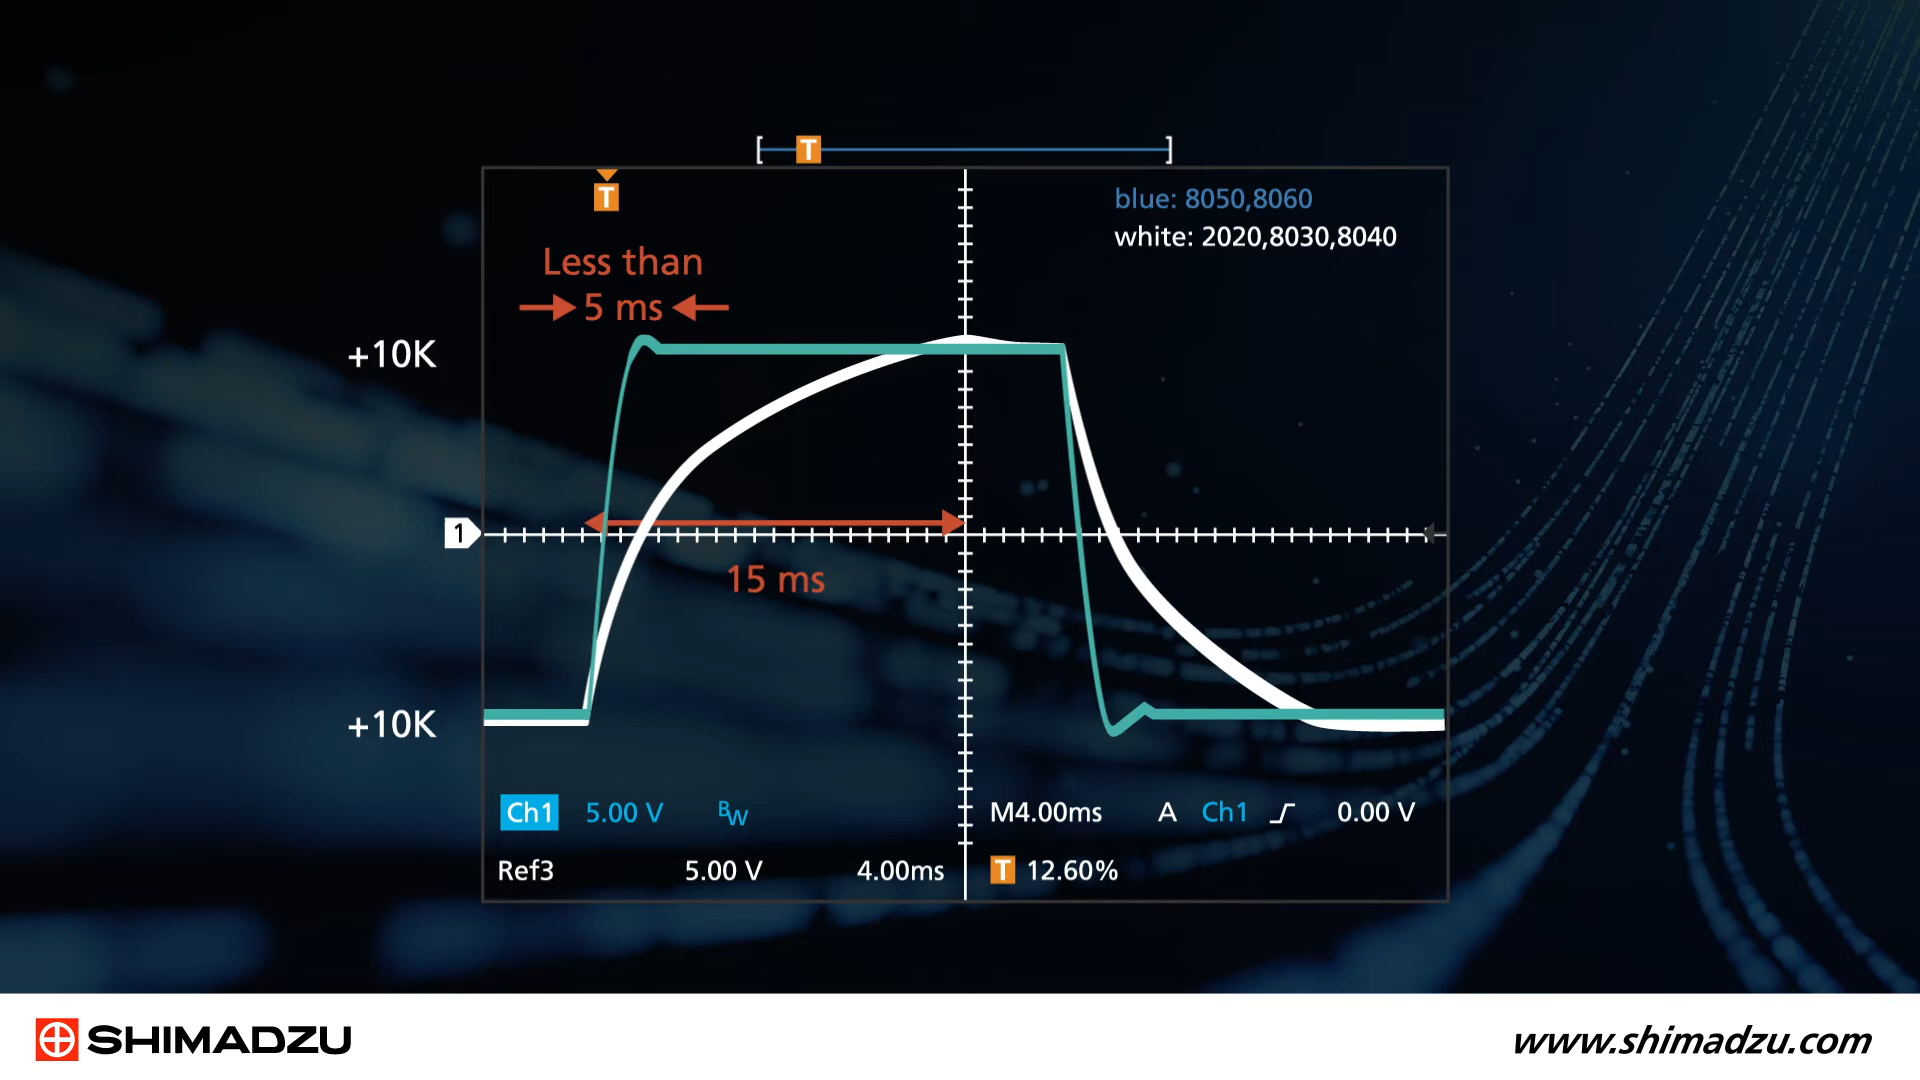 [ T ]
T
blue: 8050,8060
white: 2020,8030,8040
Less than
5 ms
+10K
1
15 ms
+10K
Ch1 5.00 V BW M4.00ms A Ch1 0.00 V
Ref3 5.00 V 4.00ms T 12.60%
SHIMADZU www.shimadzu.com